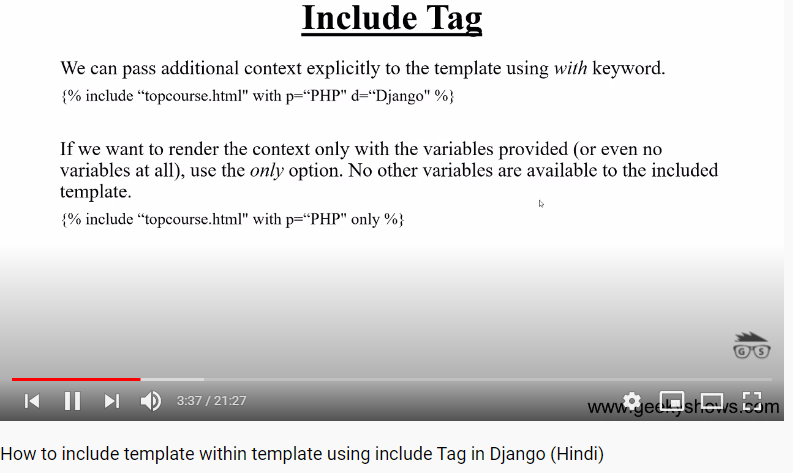 Include Tag
We can pass additional context explicitly to the template using with keyword.
{% include “topcourse.html" with p=“PHP" d=“Django" %}
If we want to render the context only with the variables provided (or even no
variables at all), use the only option. No other variables are available to the included
template.
{% include “topcourse.html" with p=“PHP" only %}
G S
3:37 / 21:27
www.geekyshows.com
How to include template within template using include Tag in Django (Hindi)